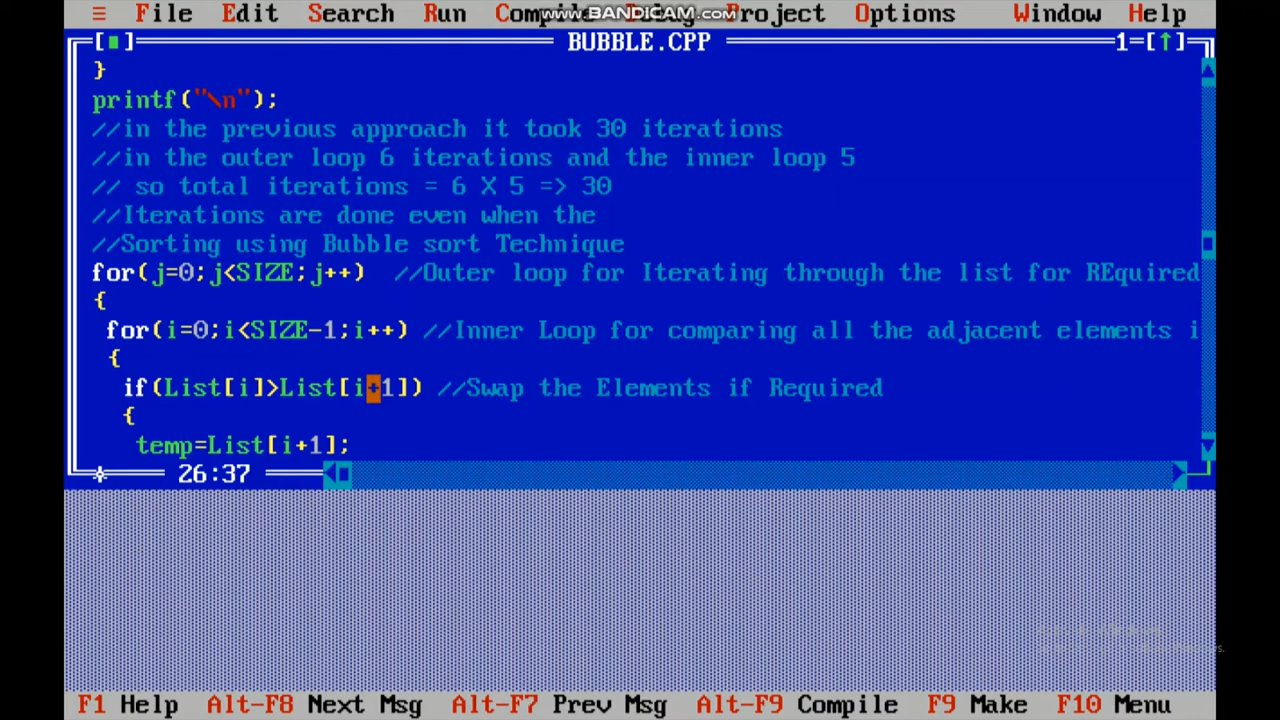 ≡ File Edit Search Run Compile Debug Project Options Window Help
www.BANDICAM.com
[■] BUBBLE.CPP 1=[↑]
}
printf("\n");
//in the previous approach it took 30 iterations
//in the outer loop 6 iterations and the inner loop 5
// so total iterations = 6 X 5 => 30
//Iterations are done even when the
//Sorting using Bubble sort Technique
for(j=0;j<SIZE;j++) //Outer loop for Iterating through the list for REquired
{
for(i=0;i<SIZE-1;i++) //Inner Loop for comparing all the adjacent elements i
{
if(List[i]>List[i+1]) //Swap the Elements if Required
{
temp=List[i+1];
26:37
F1 Help Alt-F8 Next Msg Alt-F7 Prev Msg Alt-F9 Compile F9 Make F10 Menu